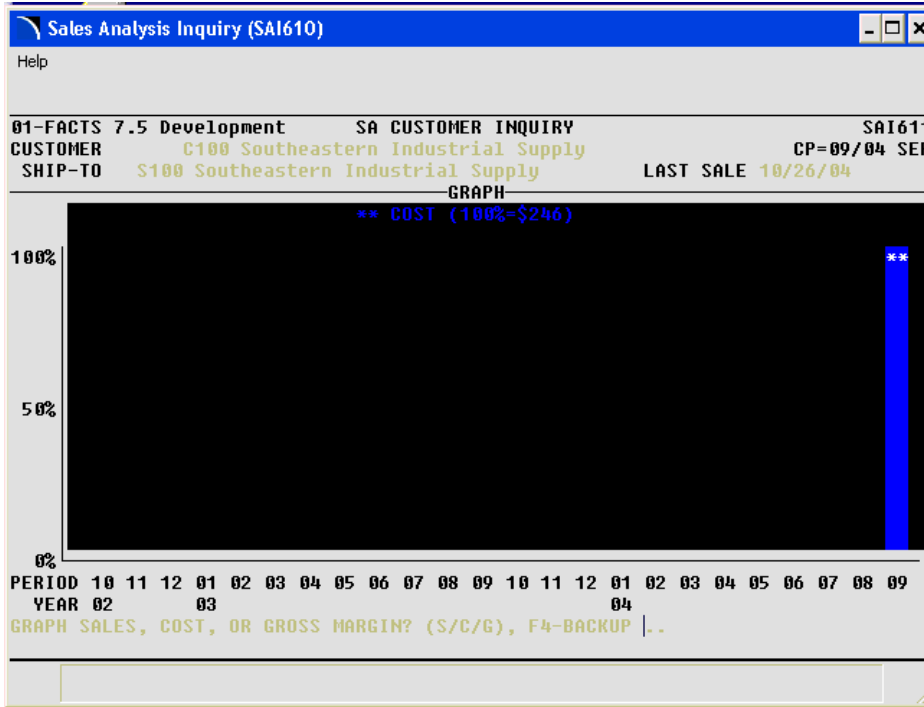 Sales Analysis Inquiry (SAI610)
Help
01-FACTS 7.5 Development SA CUSTOMER INQUIRY SAI611
CUSTOMER C100 Southeastern Industrial Supply CP=09/04 SEP
SHIP-TO S100 Southeastern Industrial Supply LAST SALE 10/26/04
GRAPH
** COST (100%=$246)
100% **
50%
0%
PERIOD 10 11 12 01 02 03 04 05 06 07 08 09 10 11 12 01 02 03 04 05 06 07 08 09
YEAR 02 03 04
GRAPH SALES, COST, OR GROSS MARGIN? (S/C/G), F4-BACKUP ..